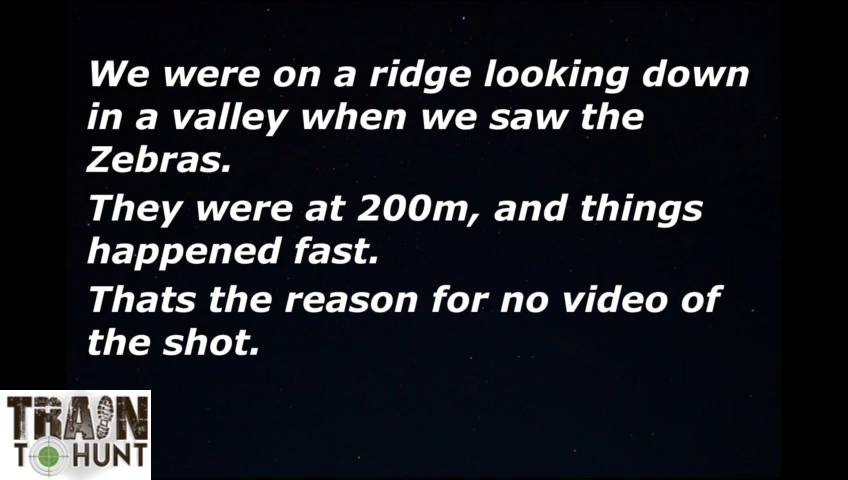 We were on a ridge looking down
in a valley when we saw the
Zebras.
They were at 200m, and things
happened fast.
Thats the reason for no video of
the shot.
TRAIN
TO HUNT